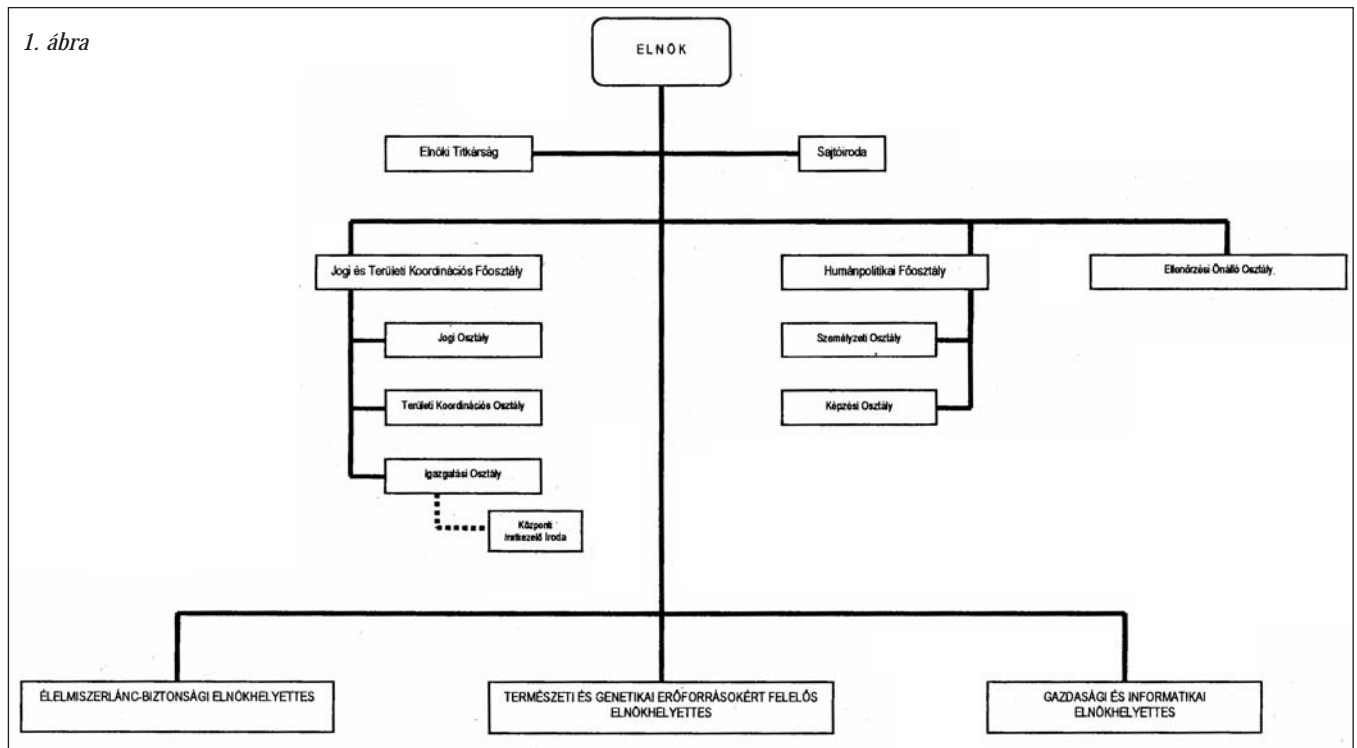 1. ábra
ELNÖK
Elnöki Titkárság
Sajtóiroda
Jogi és Területi Koordinációs Főosztály
Humánpolitikai Főosztály
Ellenőrzési Önálló Osztály
Jogi Osztály
Személyzeti Osztály
Területi Koordinációs Osztály
Képzési Osztály
Igazgatási Osztály
Központi
Iratkezelő Iroda
ÉLELMISZERLÁNC-BIZTONSÁGI ELNÖKHELYETTES
TERMÉSZETI ÉS GENETIKAI ERŐFORRÁSOKÉRT FELELŐS
ELNÖKHELYETTES
GAZDASÁGI ÉS INFORMATIKAI
ELNÖKHELYETTES